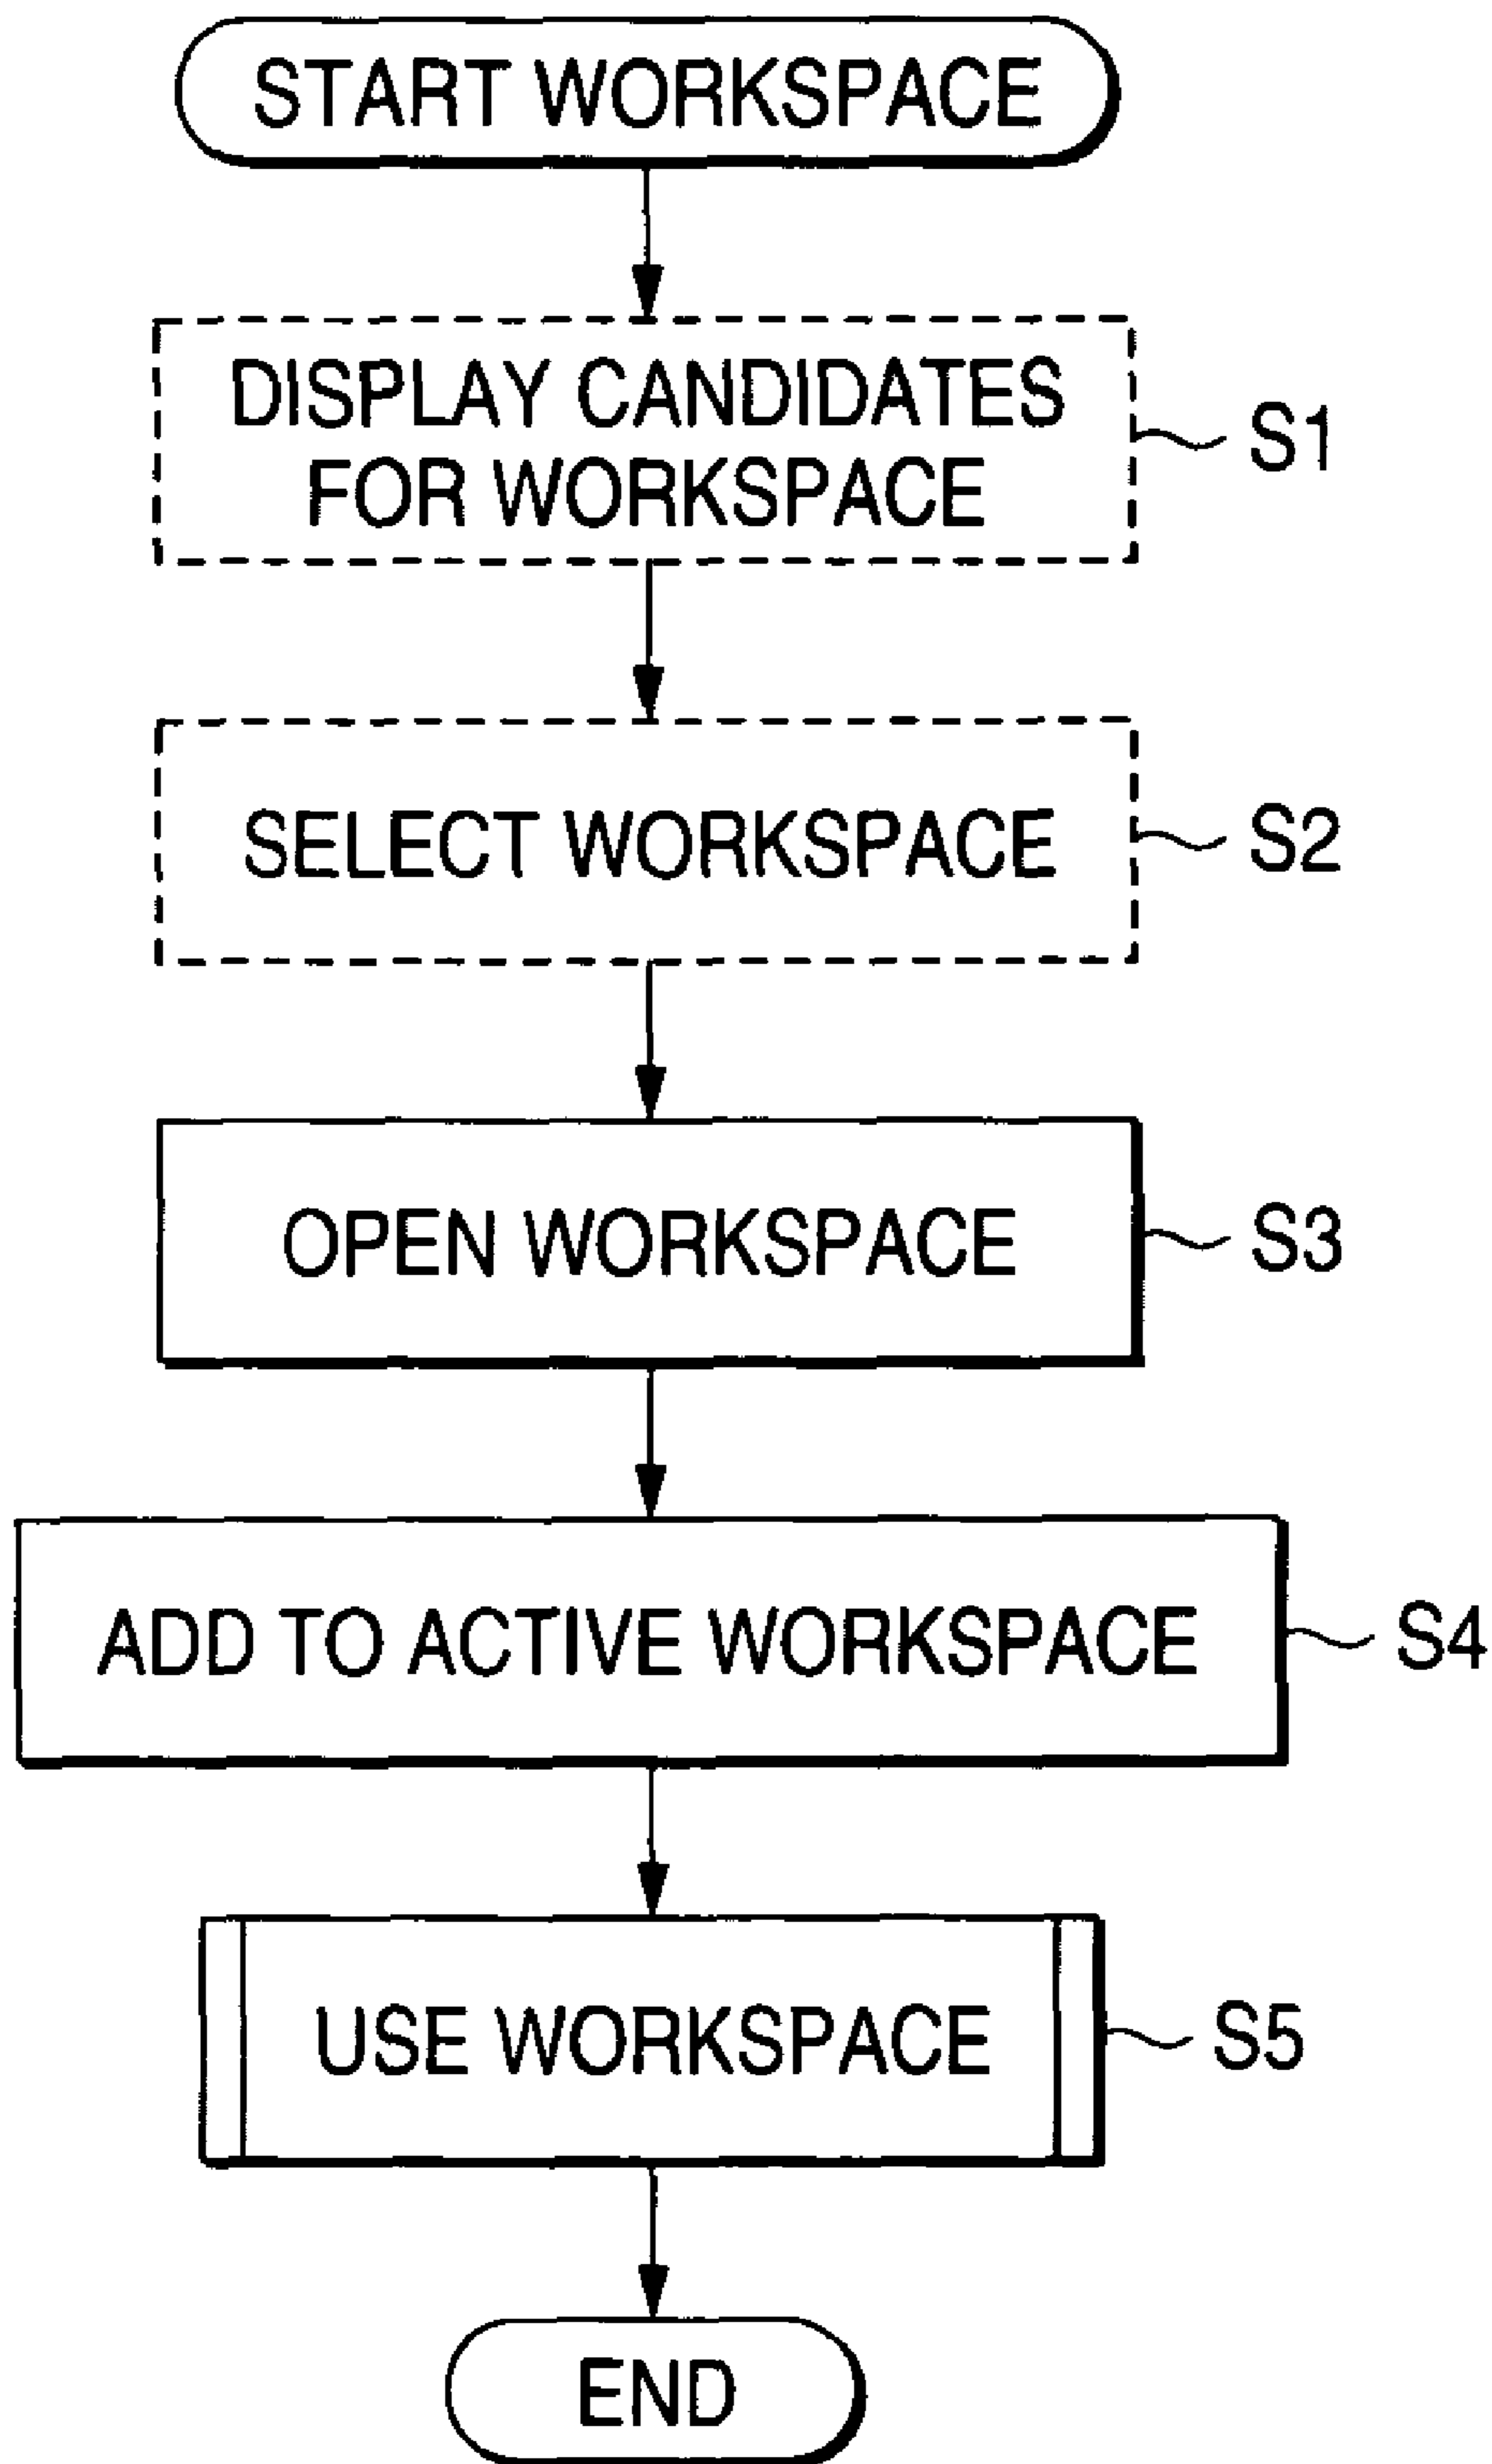 START WORKSPACE
DISPLAY CANDIDATES
FOR WORKSPACE
S1
SELECT WORKSPACE
S2
OPEN WORKSPACE
S3
ADD TO ACTIVE WORKSPACE
S4
USE WORKSPACE
S5
END